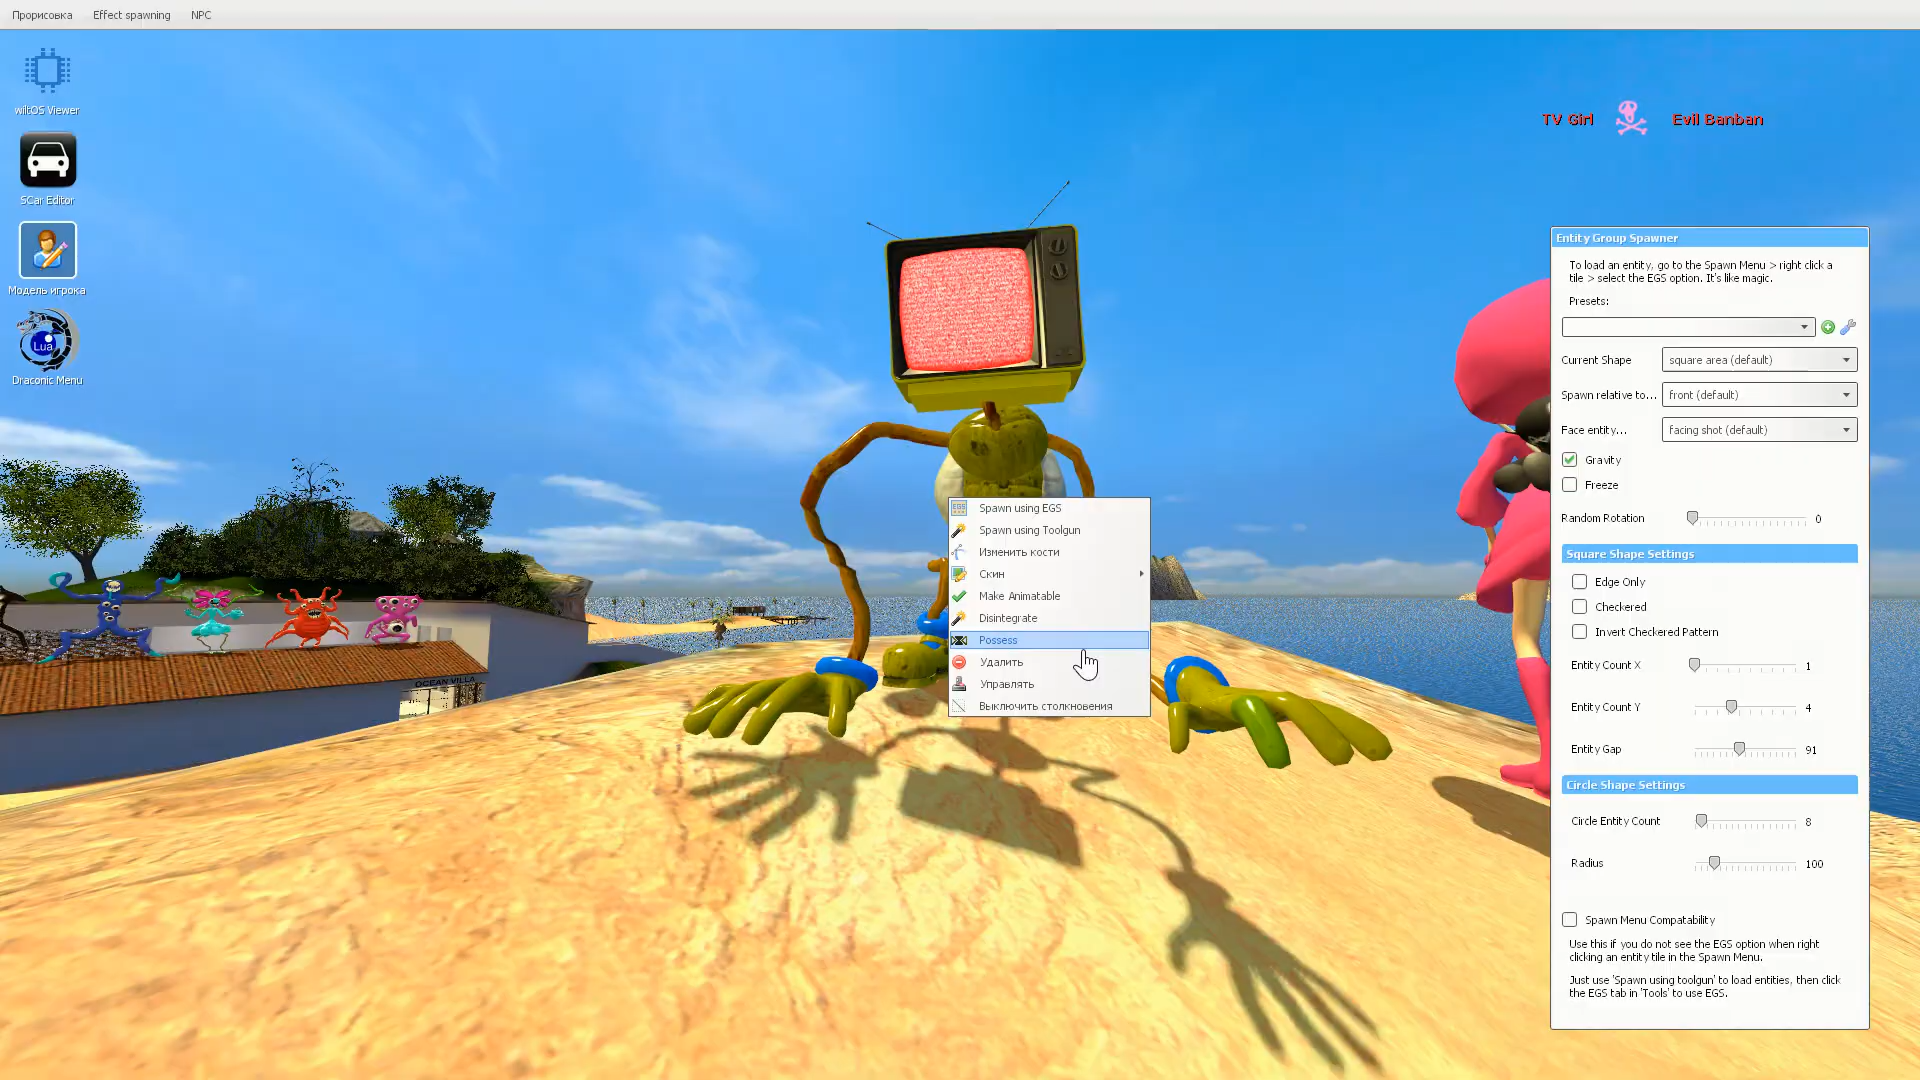 Прорисовка
Effect spawning
NPC
wiltOS Viewer
SCar Editor
Модель игрока
Lua
Draconic Menu
TV Girl
Evil Banban
OCEAN VILLA
EGS
Spawn using EGS
Spawn using Toolgun
Изменить кости
Скин
Make Animatable
Disintegrate
Possess
Удалить
Управлять
Выключить столкновения
Entity Group Spawner
To load an entity, go to the Spawn Menu > right click a
tile > select the EGS option. It's like magic.
Presets:
Current Shape
square area (default)
Spawn relative to...
front (default)
Face entity...
facing shot (default)
Gravity
Freeze
Random Rotation
0
Square Shape Settings
Edge Only
Checkered
Invert Checkered Pattern
Entity Count X
1
Entity Count Y
4
Entity Gap
91
Circle Shape Settings
Circle Entity Count
8
Radius
100
Spawn Menu Compatability
Use this if you do not see the EGS option when right
clicking an entity tile in the Spawn Menu.
Just use 'Spawn using toolgun' to load entities, then click
the EGS tab in 'Tools' to use EGS.